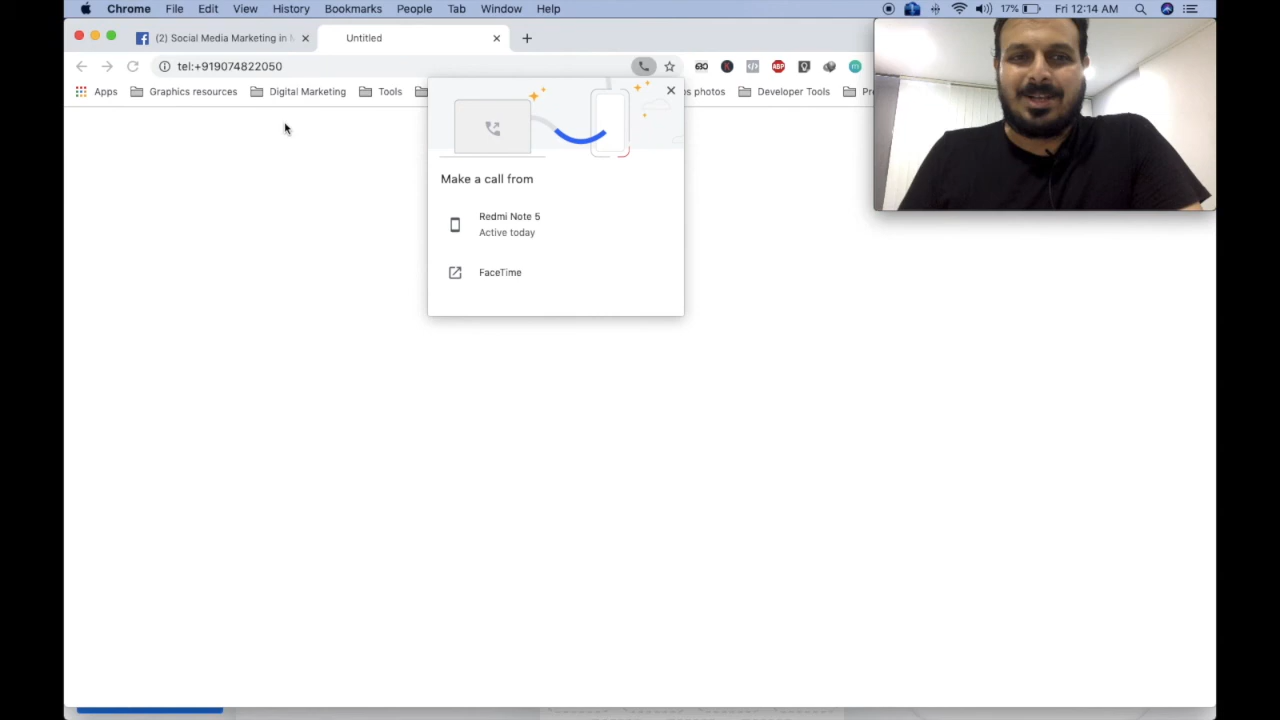 Chrome File Edit View History Bookmarks People Tab Window Help 17% Fri 12:14 AM
(2) Social Media Marketing in Untitled
tel:+919074822050
ABP
Apps Graphics resources Digital Marketing Tools photos Developer Tools
Make a call from
Redmi Note 5
Active today
FaceTime